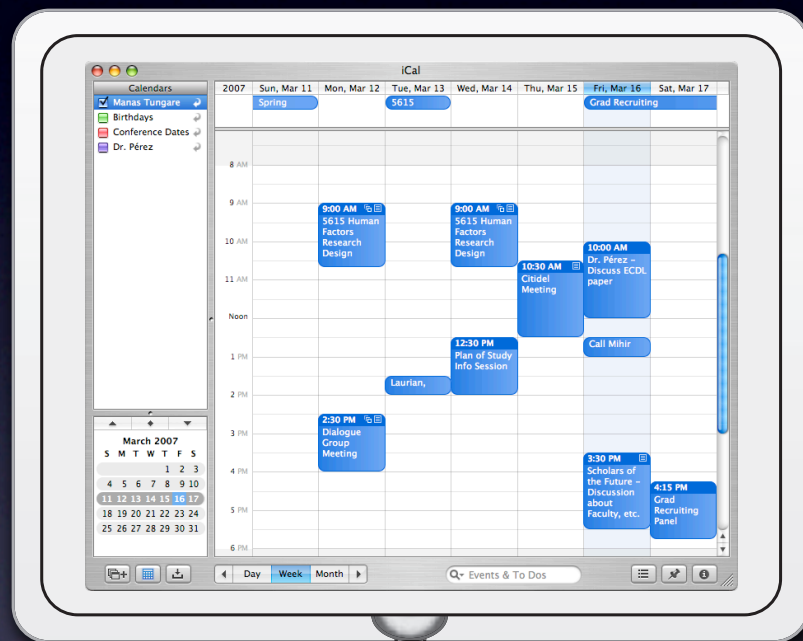 iCal
Calendars
Manas Tungare
Birthdays
Conference Dates
Dr. Pérez
2007 Sun, Mar 11 Mon, Mar 12 Tue, Mar 13 Wed, Mar 14 Thu, Mar 15 Fri, Mar 16 Sat, Mar 17
Spring 5615 Grad Recruiting
8 AM
9 AM
10 AM
11 AM
Noon
1 PM
2 PM
3 PM
4 PM
5 PM
6 PM
9:00 AM
5615 Human
Factors
Research
Design
2:30 PM
Dialogue
Group
Meeting
Laurian,
9:00 AM
5615 Human
Factors
Research
Design
12:30 PM
Plan of Study
Info Session
10:30 AM
Citidel
Meeting
10:00 AM
Dr. Pérez –
Discuss ECDL
paper
Call Mihir
3:30 PM
Scholars of
the Future –
Discussion
about
Faculty, etc.
4:15 PM
Grad
Recruiting
Panel
March 2007
S M T W T F S
1 2 3
4 5 6 7 8 9 10
11 12 13 14 15 16 17
18 19 20 21 22 23 24
25 26 27 28 29 30 31
Day Week Month
Events & To Dos